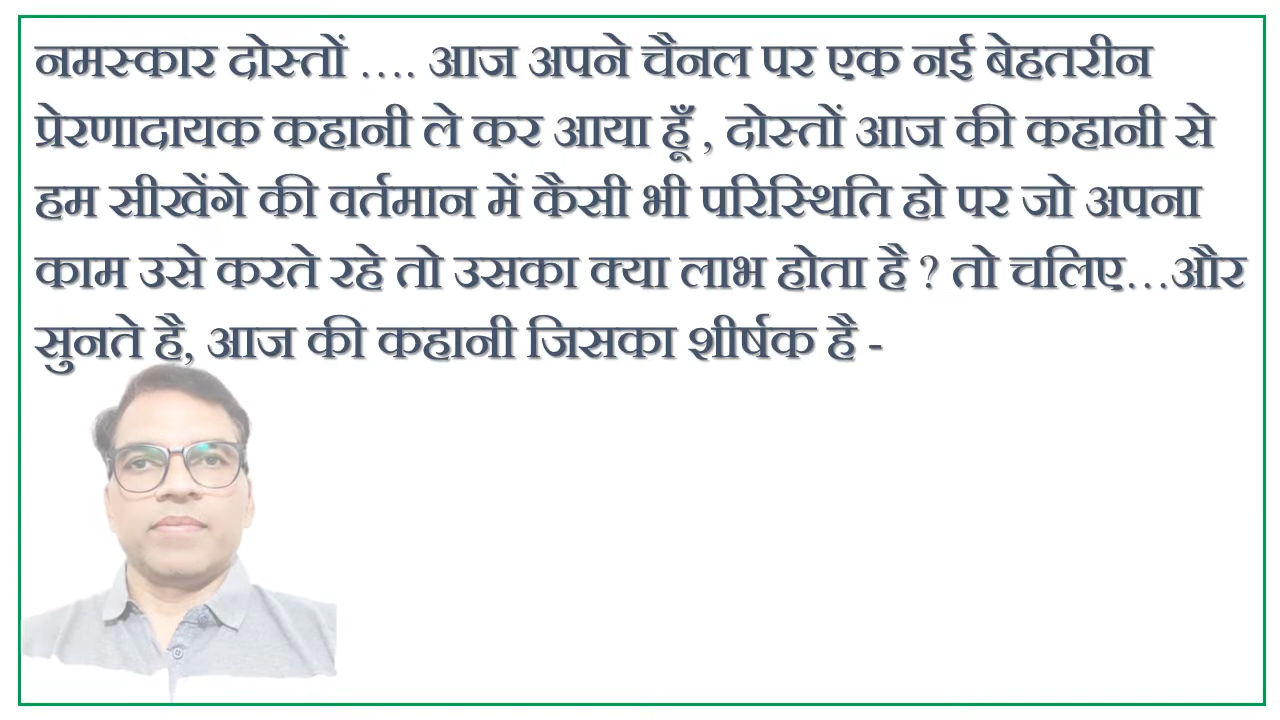 नमस्कार दोस्तों .... आज अपने चैनल पर एक नई बेहतरीन
प्रेरणादायक कहानी ले कर आया हूँ , दोस्तों आज की कहानी से
हम सीखेंगे की वर्तमान में कैसी भी परिस्थिति हो पर जो अपना
काम उसे करते रहे तो उसका क्या लाभ होता है ? तो चलिए...और
सुनते है, आज की कहानी जिसका शीर्षक है -